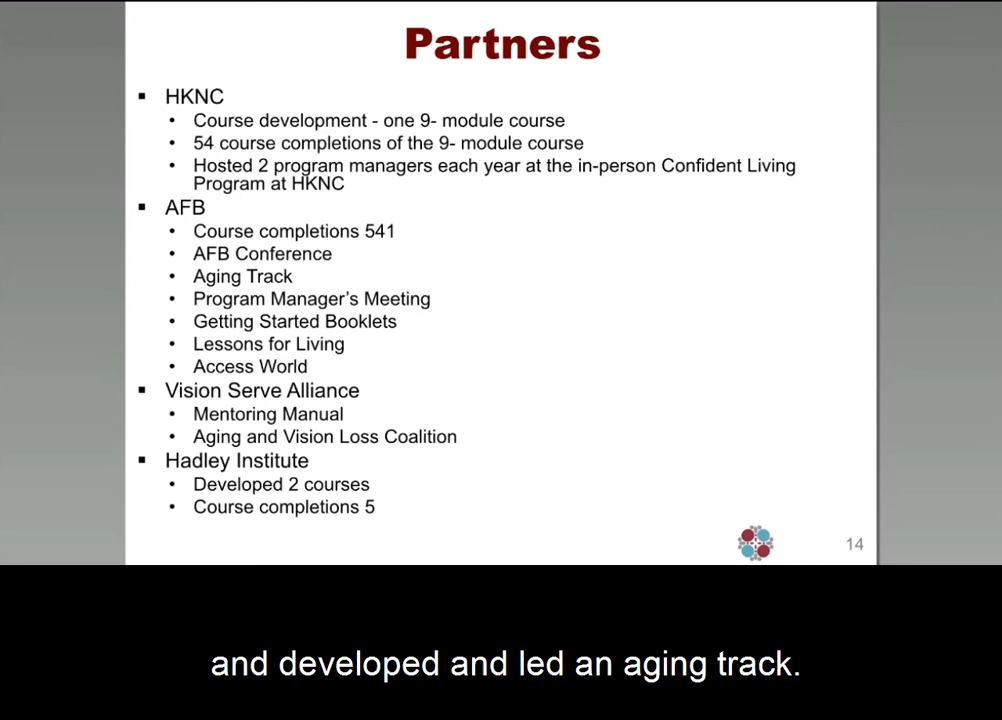 Partners
▪ HKNC
• Course development - one 9- module course
• 54 course completions of the 9- module course
• Hosted 2 program managers each year at the in-person Confident Living
Program at HKNC
▪ AFB
• Course completions 541
• AFB Conference
• Aging Track
• Program Manager’s Meeting
• Getting Started Booklets
• Lessons for Living
• Access World
▪ Vision Serve Alliance
• Mentoring Manual
• Aging and Vision Loss Coalition
▪ Hadley Institute
• Developed 2 courses
• Course completions 5
14
and developed and led an aging track.